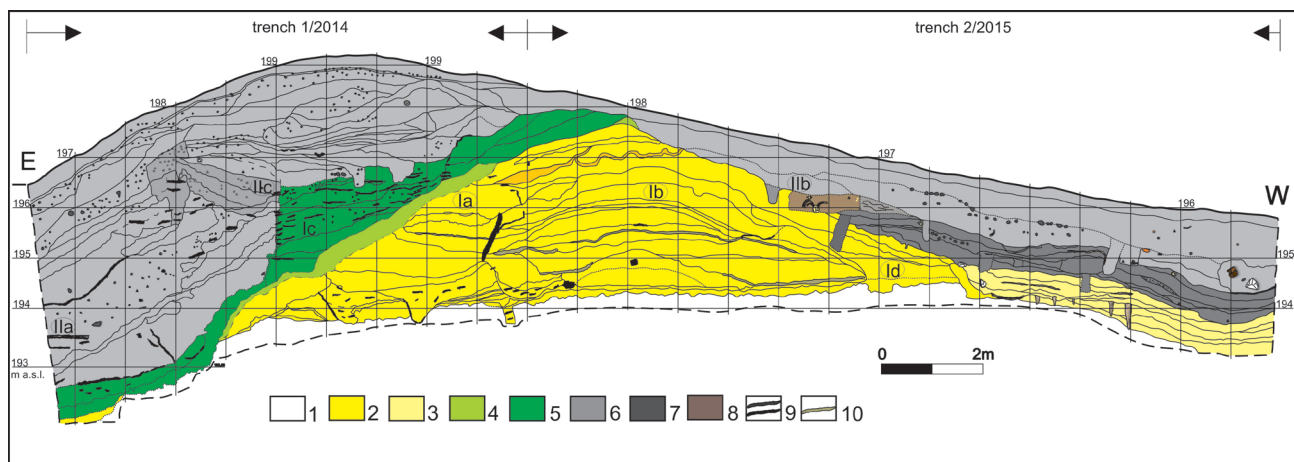 trench 1/2014 trench 2/2015
199 199
198 198
E 197 197
IIc IIb W
196 Ia Ib 196
Ic
195 195
Id
194 194
IIa
193
m a.s.l.
0 2m
1 2 3 4 5 6 7 8 9 10